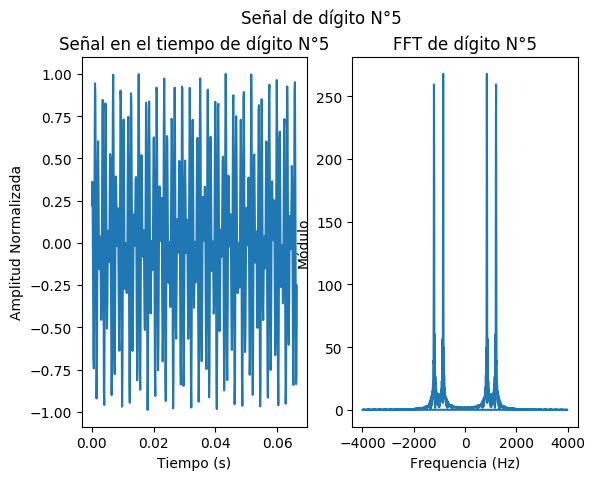 Señal de dígito N°5
Señal en el tiempo de dígito N°5
FFT de dígito N°5
Amplitud Normalizada
1.00
0.75
0.50
0.25
0.00
−0.25
−0.50
−0.75
−1.00
0.00 0.02 0.04 0.06
Tiempo (s)
Módulo
250
200
150
100
50
0
−4000 −2000 0 2000 4000
Frequencia (Hz)